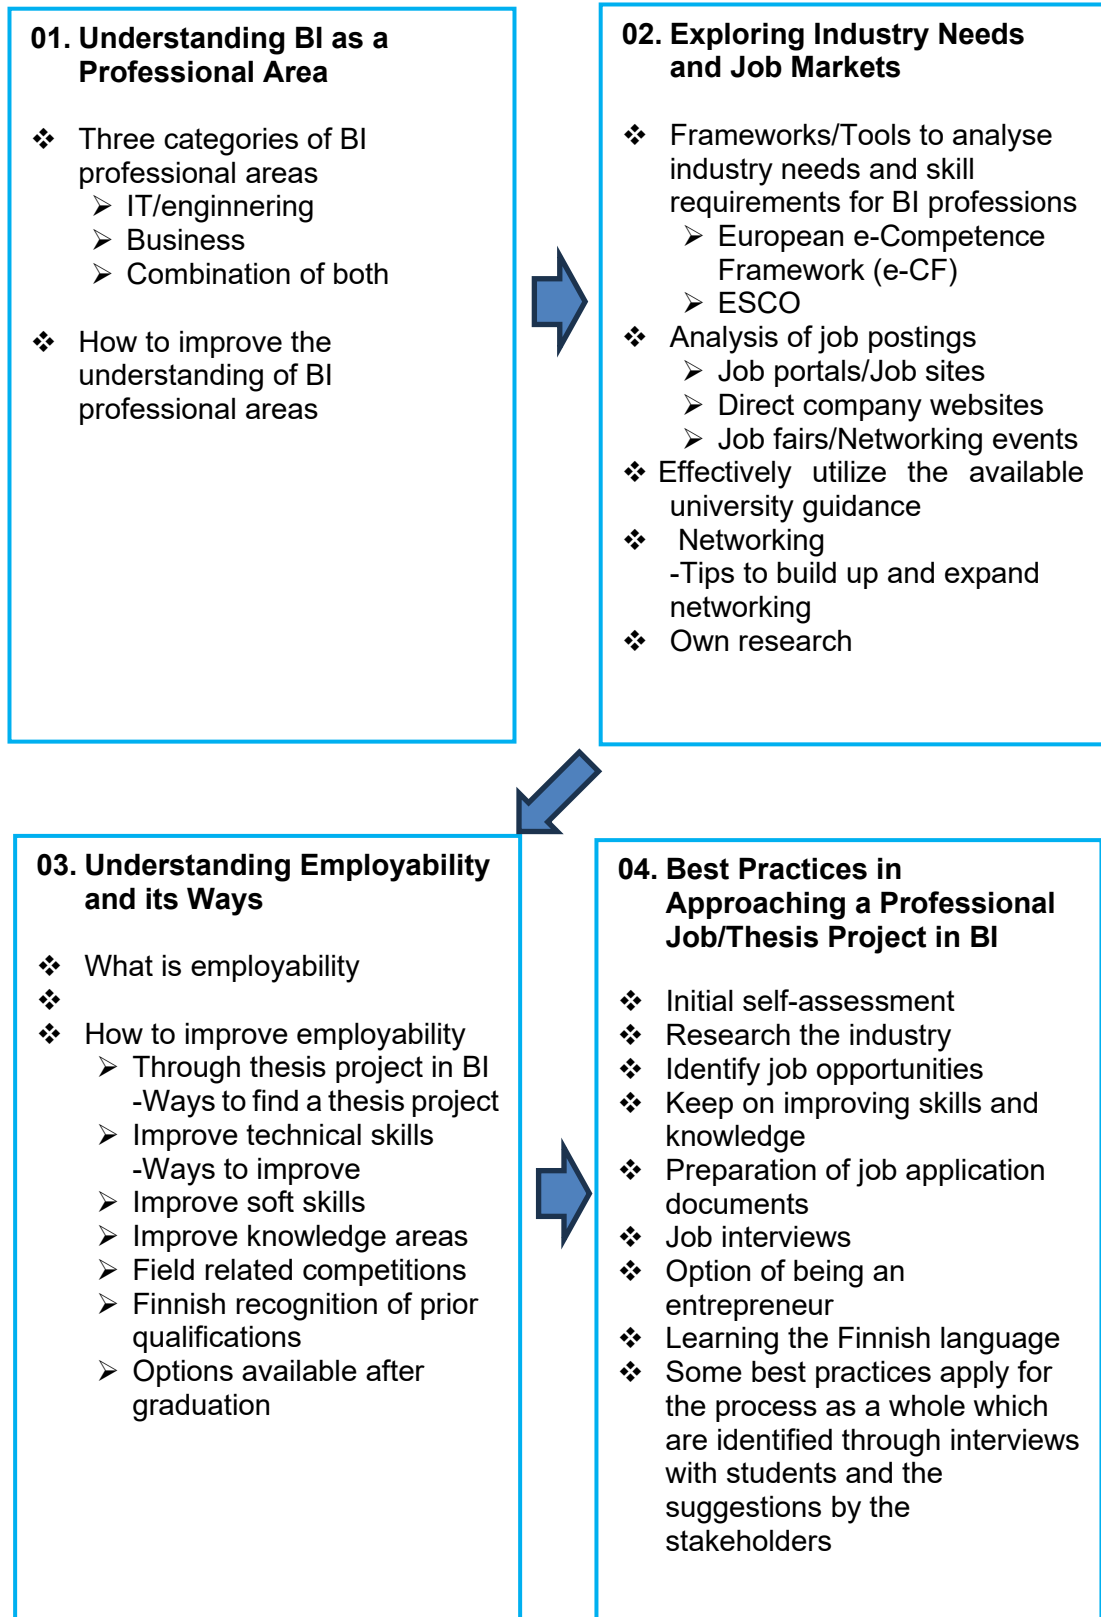 01. Understanding BI as a
Professional Area
❖ Three categories of BI
professional areas
➢ IT/enginnering
➢ Business
➢ Combination of both
❖ How to improve the
understanding of BI
professional areas
02. Exploring Industry Needs
and Job Markets
❖ Frameworks/Tools to analyse
industry needs and skill
requirements for BI professions
➢ European e-Competence
Framework (e-CF)
➢ ESCO
❖ Analysis of job postings
➢ Job portals/Job sites
➢ Direct company websites
➢ Job fairs/Networking events
❖ Effectively utilize the available
university guidance
❖ Networking
-Tips to build up and expand
networking
❖ Own research
03. Understanding Employability
and its Ways
❖ What is employability
❖
❖ How to improve employability
➢ Through thesis project in BI
-Ways to find a thesis project
➢ Improve technical skills
-Ways to improve
➢ Improve soft skills
➢ Improve knowledge areas
➢ Field related competitions
➢ Finnish recognition of prior
qualifications
➢ Options available after
graduation
04. Best Practices in
Approaching a Professional
Job/Thesis Project in BI
❖ Initial self-assessment
❖ Research the industry
❖ Identify job opportunities
❖ Keep on improving skills and
knowledge
❖ Preparation of job application
documents
❖ Job interviews
❖ Option of being an
entrepreneur
❖ Learning the Finnish language
❖ Some best practices apply for
the process as a whole which
are identified through interviews
with students and the
suggestions by the
stakeholders